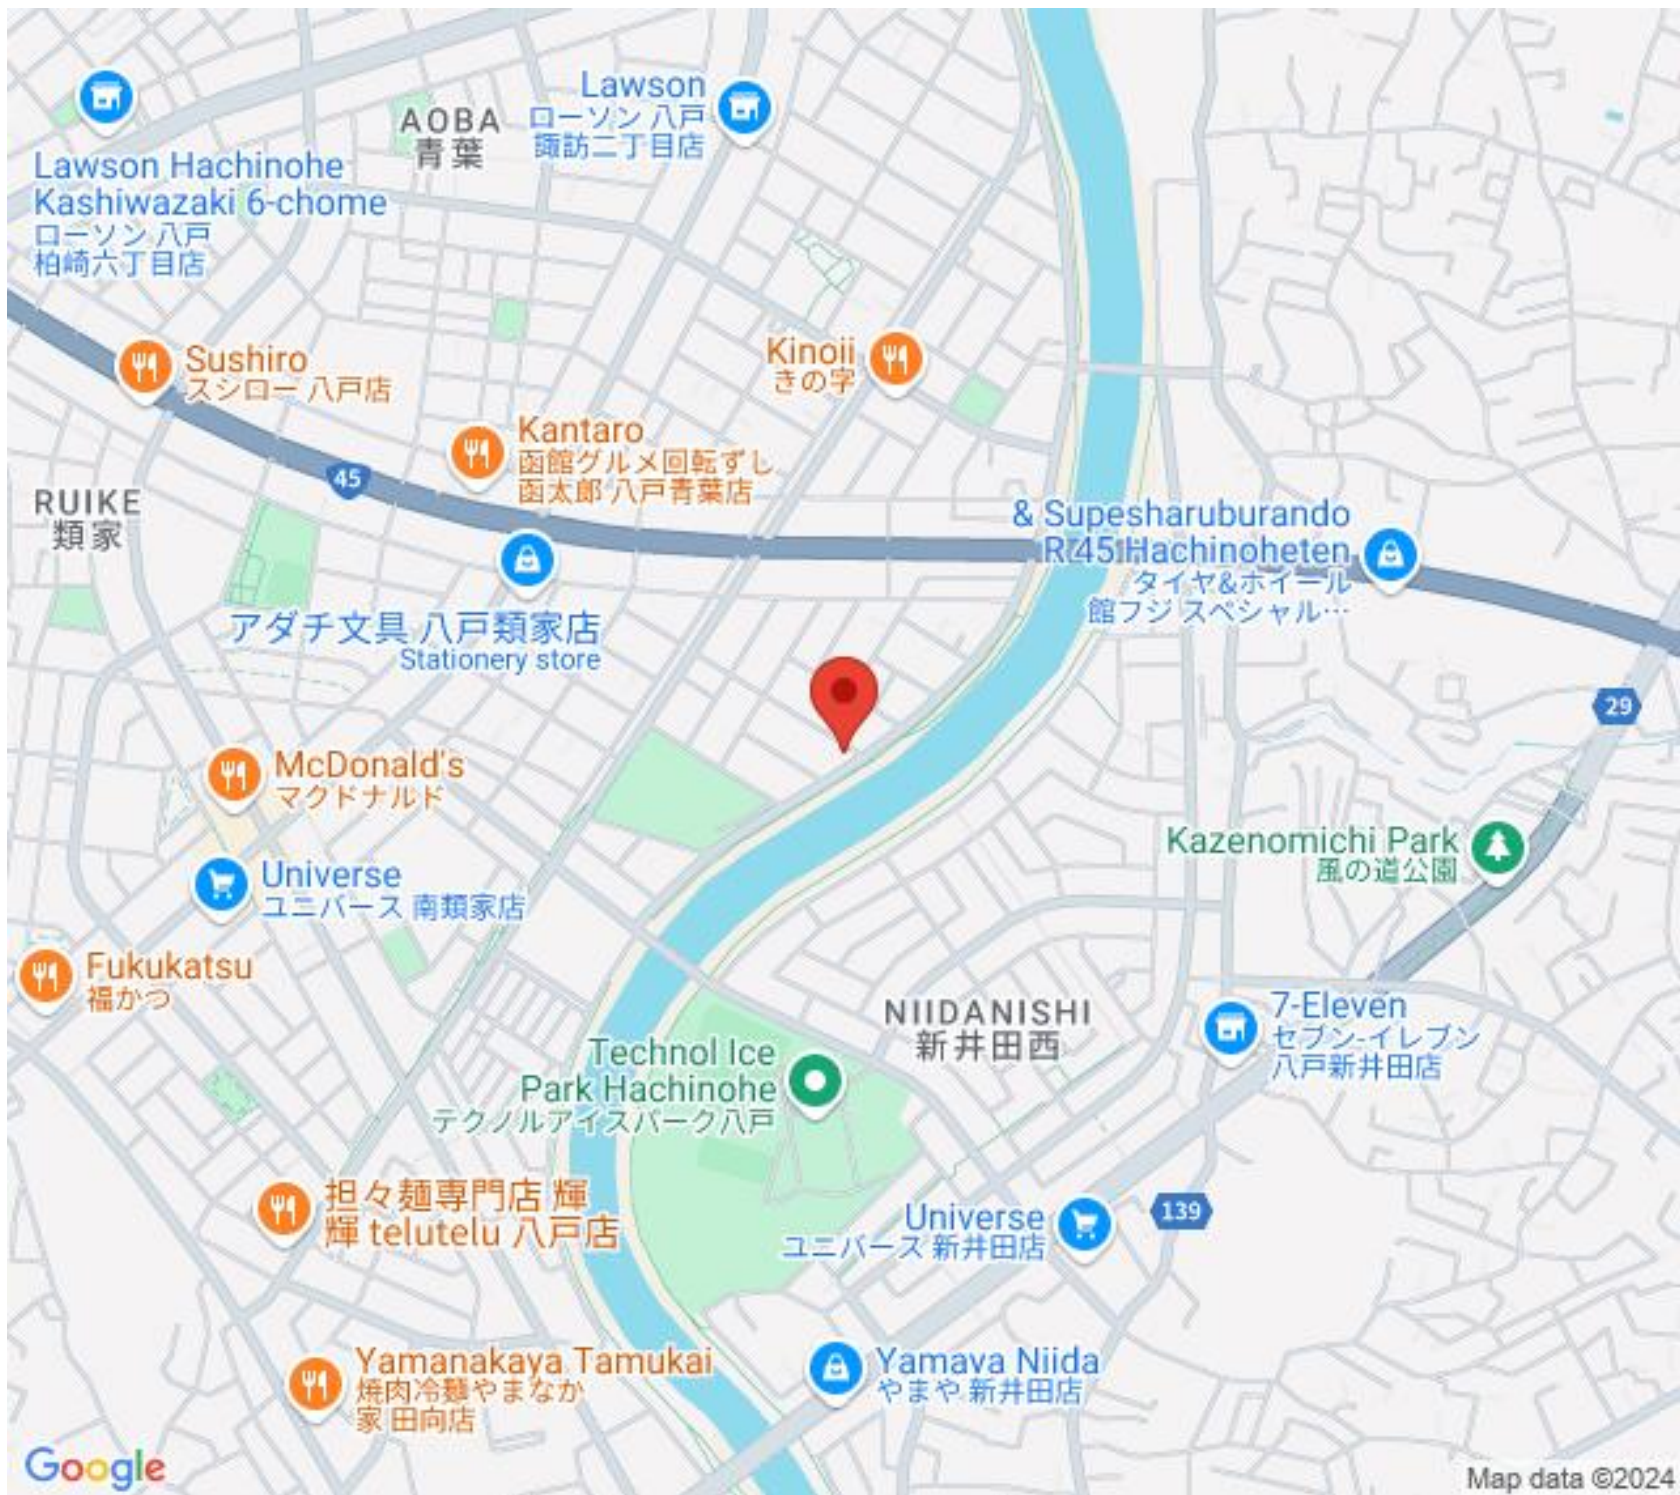 Lawson
ローソン 八戸
諏訪二丁目店
AOBA
青葉
Lawson Hachinohe
Kashiwazaki 6-chome
ローソン 八戸
柏崎六丁目店
Sushiro
スシロー 八戸店
Kinoji
きの字
Kantaro
函館グルメ回転ずし
函太郎 八戸青葉店
45
RUIKE
類家
& Supesharuburando
R 45 Hachinoheten
タイヤ&ホイール
館フジ スペシャル…
アダチ文具 八戸類家店
Stationery store
29
McDonald's
マクドナルド
Kazenomichi Park
風の道公園
Universe
ユニバース 南類家店
Fukukatsu
福かつ
NIIDANISHI
新井田西
7-Eleven
セブン-イレブン
八戸新井田店
Technol Ice
Park Hachinohe
テクノルアイスパーク八戸
担々麺専門店 輝
輝 telutelu 八戸店
139
Universe
ユニバース 新井田店
Yamanakaya Tamukai
焼肉冷麺やまなか
家 田向店
Yamaya Niida
やまや 新井田店
Google
Map data ©2024